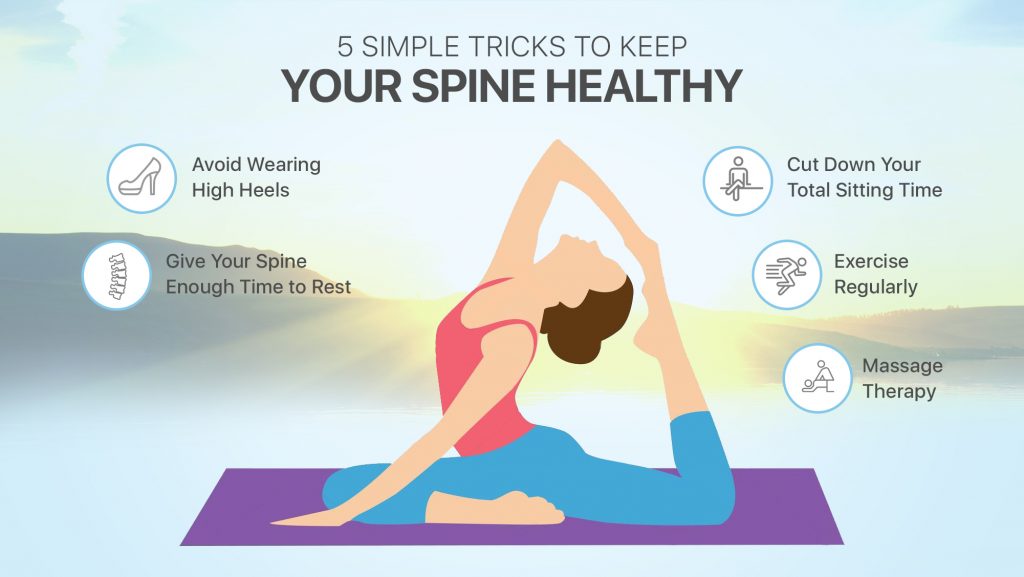 5 SIMPLE TRICKS TO KEEP
YOUR SPINE HEALTHY
Avoid Wearing
High Heels
Give Your Spine
Enough Time to Rest
Cut Down Your
Total Sitting Time
Exercise
Regularly
Massage
Therapy